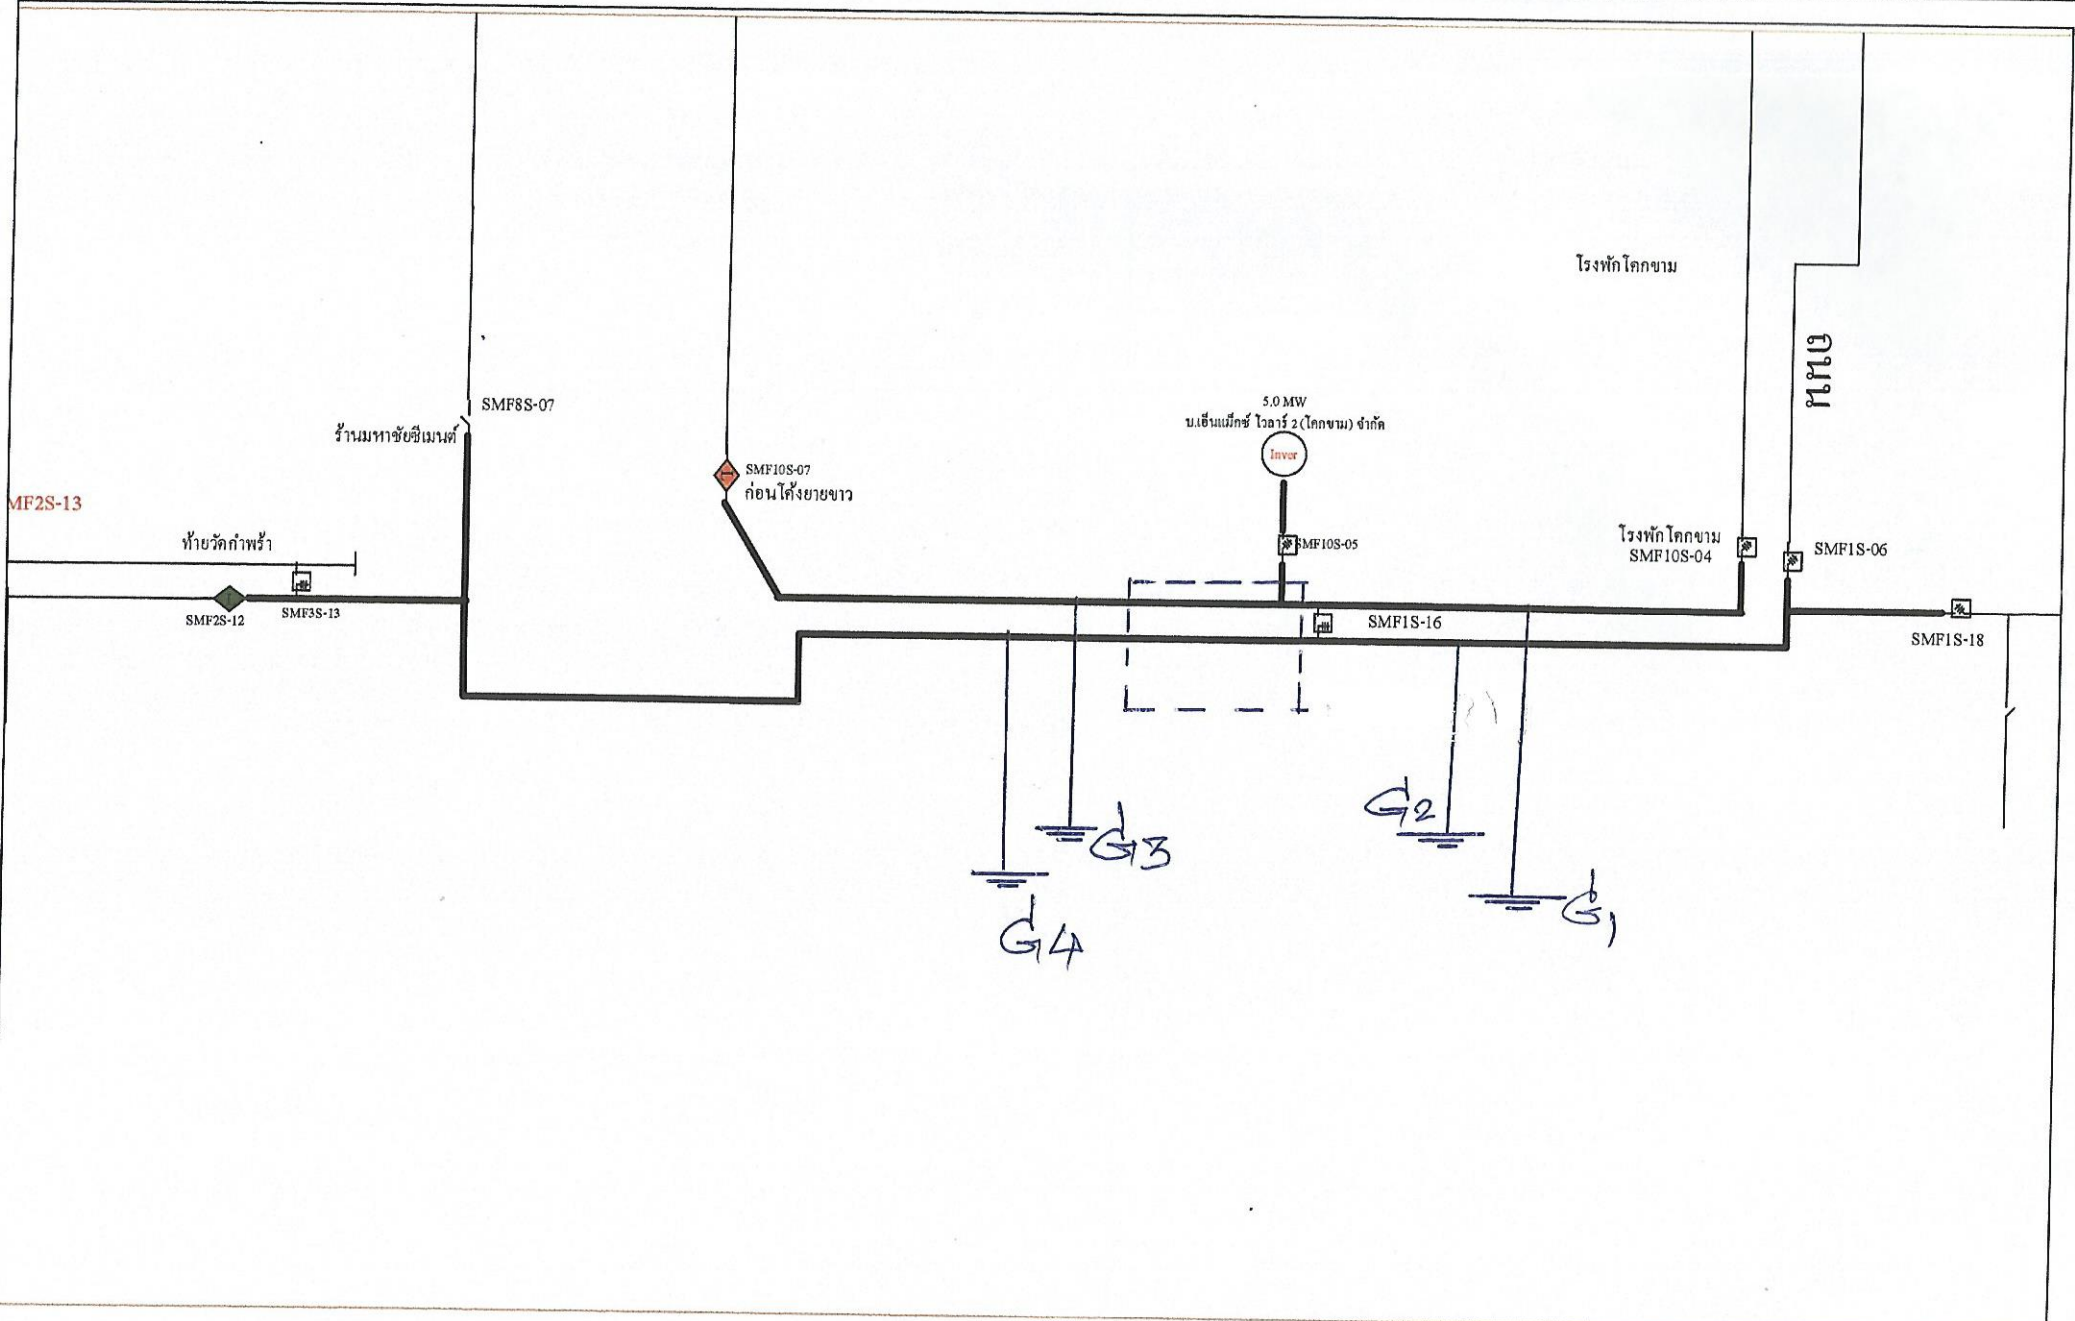 โรงพักโคกขาม
ถนน
SMF8S-07
ร้านมหาชัยซีเมนต์
5.0 MW
บ.เอ็นแม็กซ์ โวลาร์ 2 (โคกขาม) จำกัด
Inver
SMF10S-07
ก่อนโค้งยายขาว
MF2S-13
ท้ายวัดกำพร้า
SMF10S-05
โรงพักโคกขาม
SMF10S-04
SMF1S-06
SMF2S-12
SMF3S-13
SMF1S-16
SMF1S-18
G2
G3
G1
G4